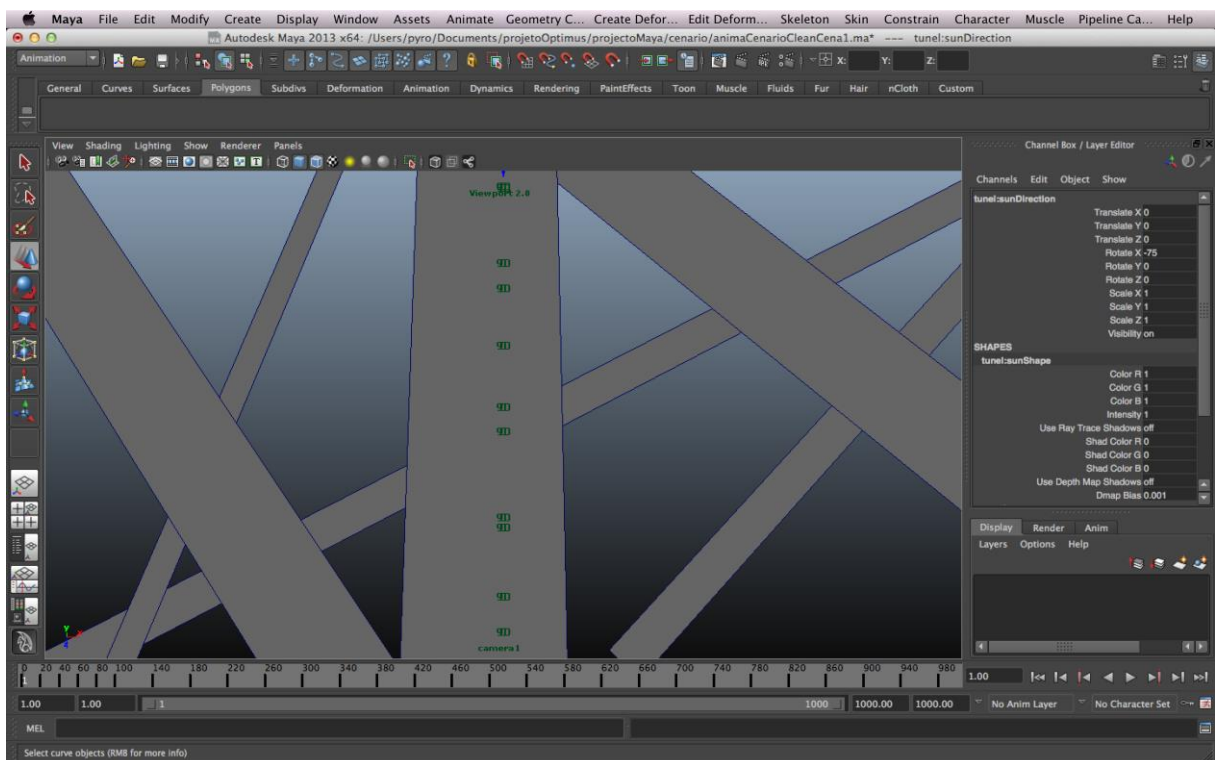 Maya File Edit Modify Create Display Window Assets Animate Geometry C... Create Defor... Edit Deform... Skeleton Skin Constrain Character Muscle Pipeline Ca... Help
Autodesk Maya 2013 x64: /Users/pyro/Documents/projetoOptimus/projectoMaya/cenario/animaCenarioCleanCena1.ma* --- tunel:sunDirection
Animation X: Y: Z:
General Curves Surfaces Polygons Subdivs Deformation Animation Dynamics Rendering PaintEffects Toon Muscle Fluids Fur Hair nCloth Custom
View Shading Lighting Show Renderer Panels
Viewport 2.0
camera1
Channel Box / Layer Editor
Channels Edit Object Show
tunel:sunDirection
Translate X 0
Translate Y 0
Translate Z 0
Rotate X -75
Rotate Y 0
Rotate Z 0
Scale X 1
Scale Y 1
Scale Z 1
Visibility on
SHAPES
tunel:sunShape
Color R 1
Color G 1
Color B 1
Intensity 1
Use Ray Trace Shadows off
Shad Color R 0
Shad Color G 0
Shad Color B 0
Use Depth Map Shadows off
Dmap Bias 0.001
Display Render Anim
Layers Options Help
0 20 40 60 80 100 140 180 220 260 300 340 380 420 460 500 540 580 620 660 700 740 780 820 860 900 940 980 1.00
1
1.00 1.00 1 1000 1000.00 1000.00 No Anim Layer No Character Set
MEL
Select curve objects (RMB for more info)